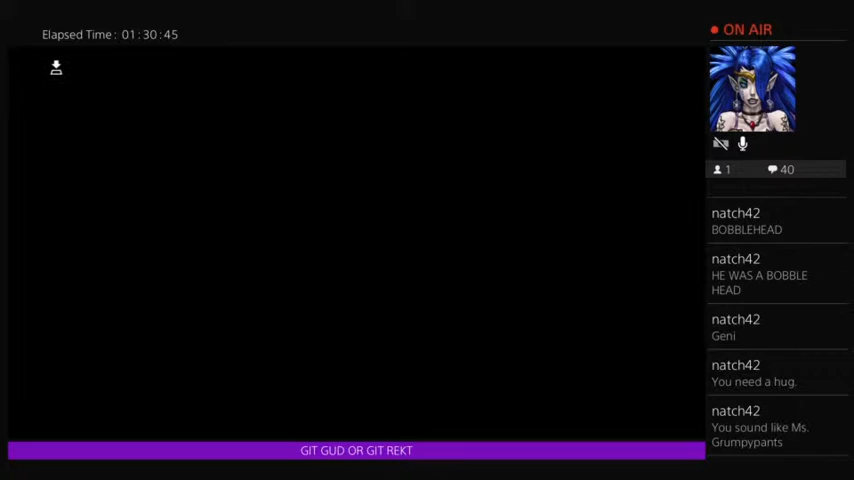 Elapsed Time : 01:30:45
ON AIR
1
40
natch42
BOBBLEHEAD
natch42
HE WAS A BOBBLE
HEAD
natch42
Geni
natch42
You need a hug.
natch42
You sound like Ms.
Grumpypants
GIT GUD OR GIT REKT